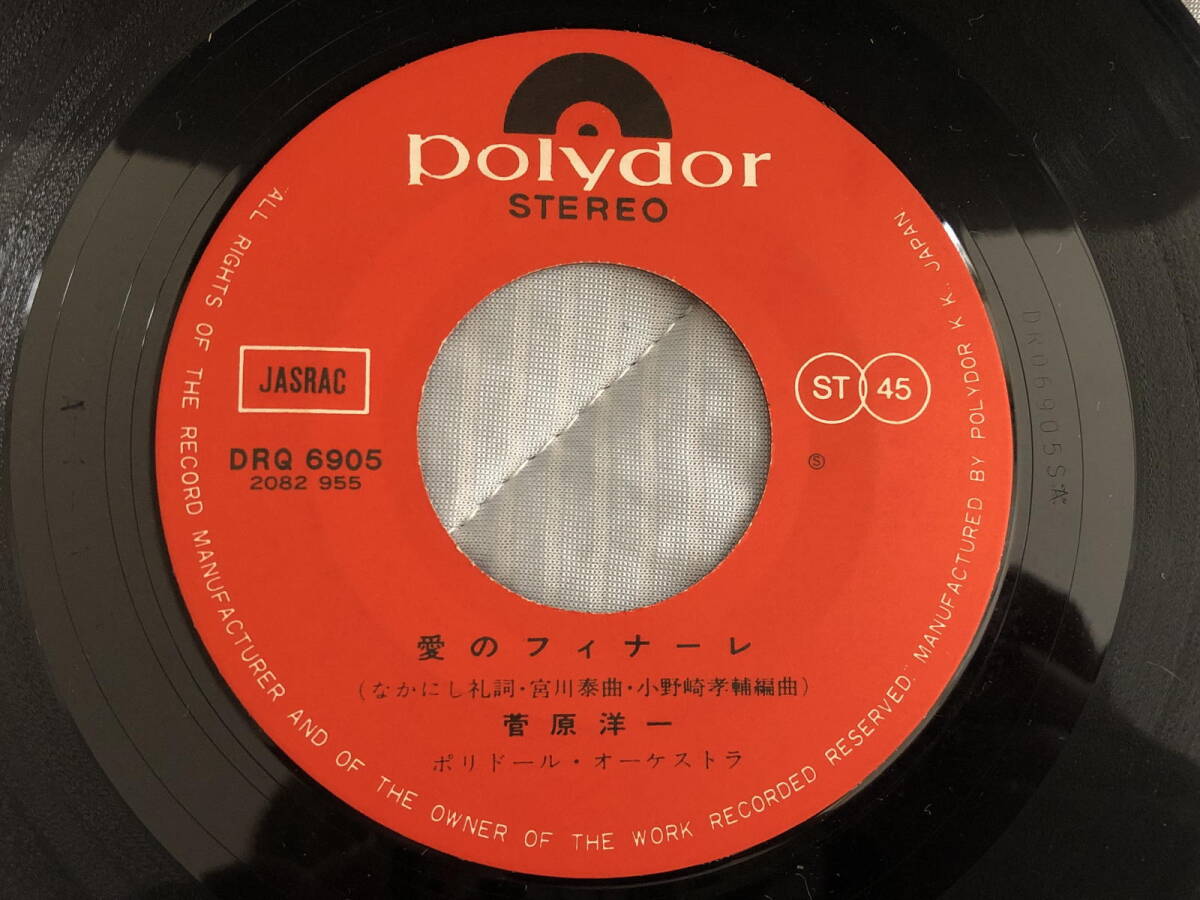 polydor
STEREO
JASRAC
ST 45
DRQ 6905
2082 955
Ⓢ
愛のフィナーレ
(なかにし礼詞・宮川泰曲・小野崎孝輔編曲)
菅原洋一
ポリドール・オーケストラ
"ALL RIGHTS OF THE RECORD MANUFACTURER AND OF THE OWNER OF THE WORK RECORDED RESERVED." MANUFACTURED BY POLYDOR K. K., JAPAN.